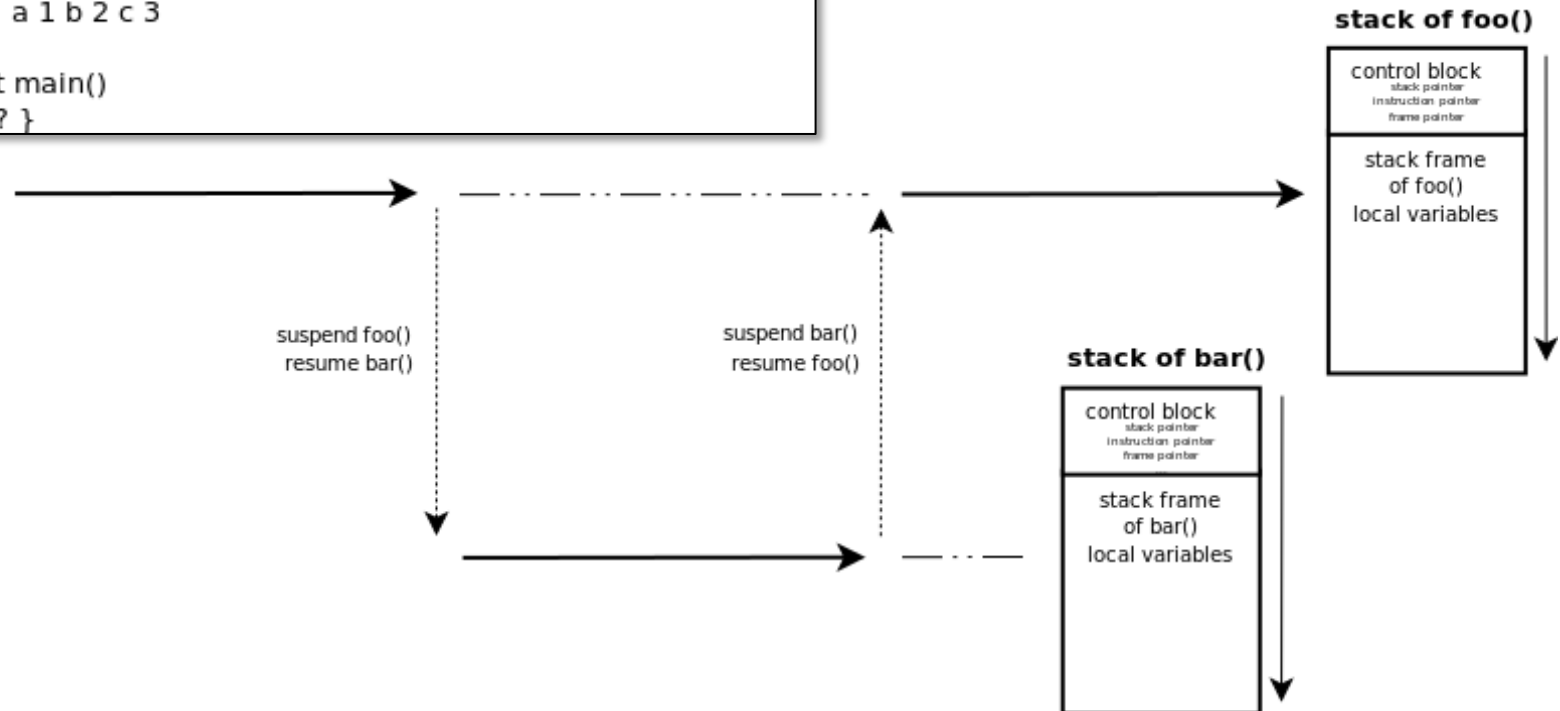 a 1 b 2 c 3
t main()
? }
stack of foo()
control block
stack pointer
instruction pointer
frame pointer
stack frame
of foo()
local variables
suspend foo()
resume bar()
suspend bar()
resume foo()
stack of bar()
control block
stack pointer
instruction pointer
frame pointer
stack frame
of bar()
local variables